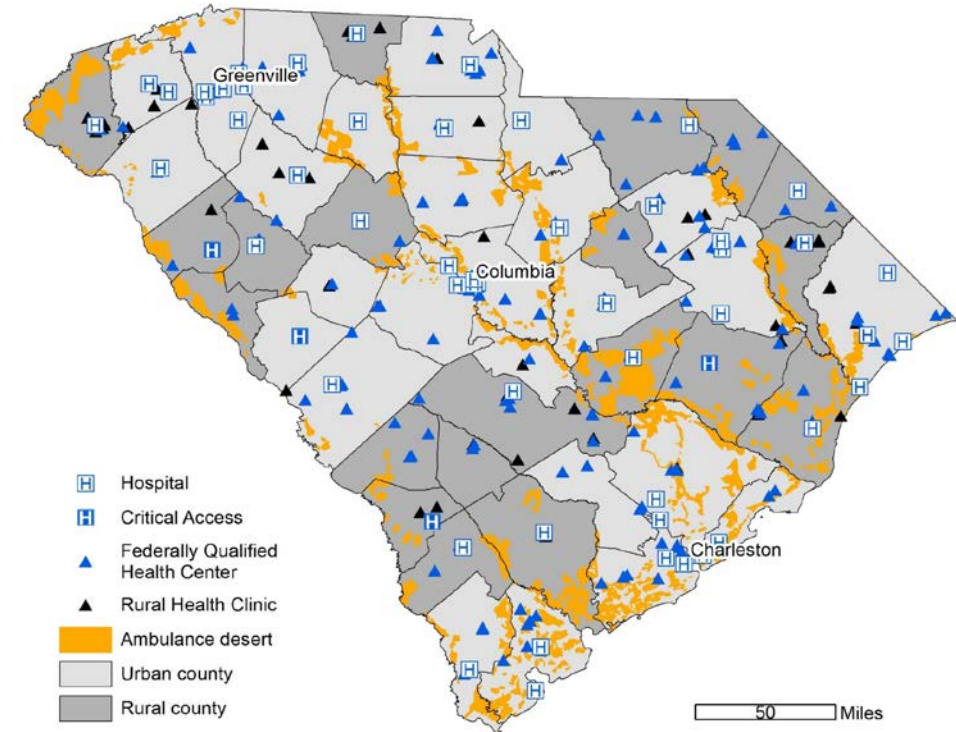 Greenville
Columbia
Charleston
H Hospital
H Critical Access
Federally Qualified
Health Center
Rural Health Clinic
Ambulance desert
Urban county
Rural county
50 Miles